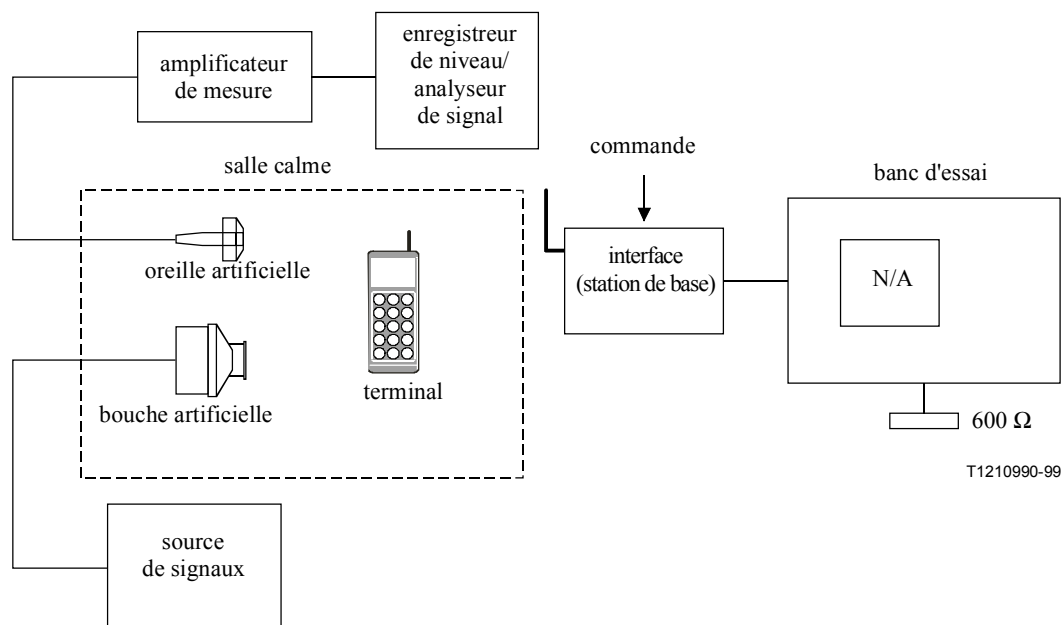 amplificateur
de mesure
enregistreur
de niveau/
analyseur
de signal
salle calme
commande
banc d'essai
oreille artificielle
interface
(station de base)
N/A
bouche artificielle
terminal
600 Ω
T1210990-99
source
de signaux